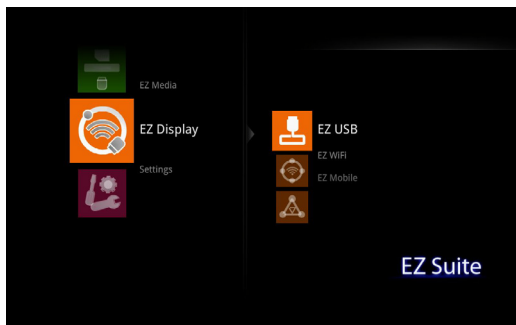 EZ Media
EZ Display
Settings
EZ USB
EZ WiFi
EZ Mobile
EZ Suite